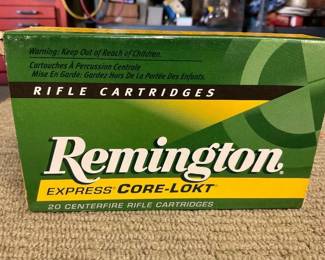 Warning: Keep Out of Reach of Children.
Cartouches À Percussion Centrale
Mise En Garde: Gardez Hors De La Portée Des Enfants.
RIFLE CARTRIDGES
Remington.
EXPRESS® CORE-LOKT®
20 CENTERFIRE RIFLE CARTRIDGES